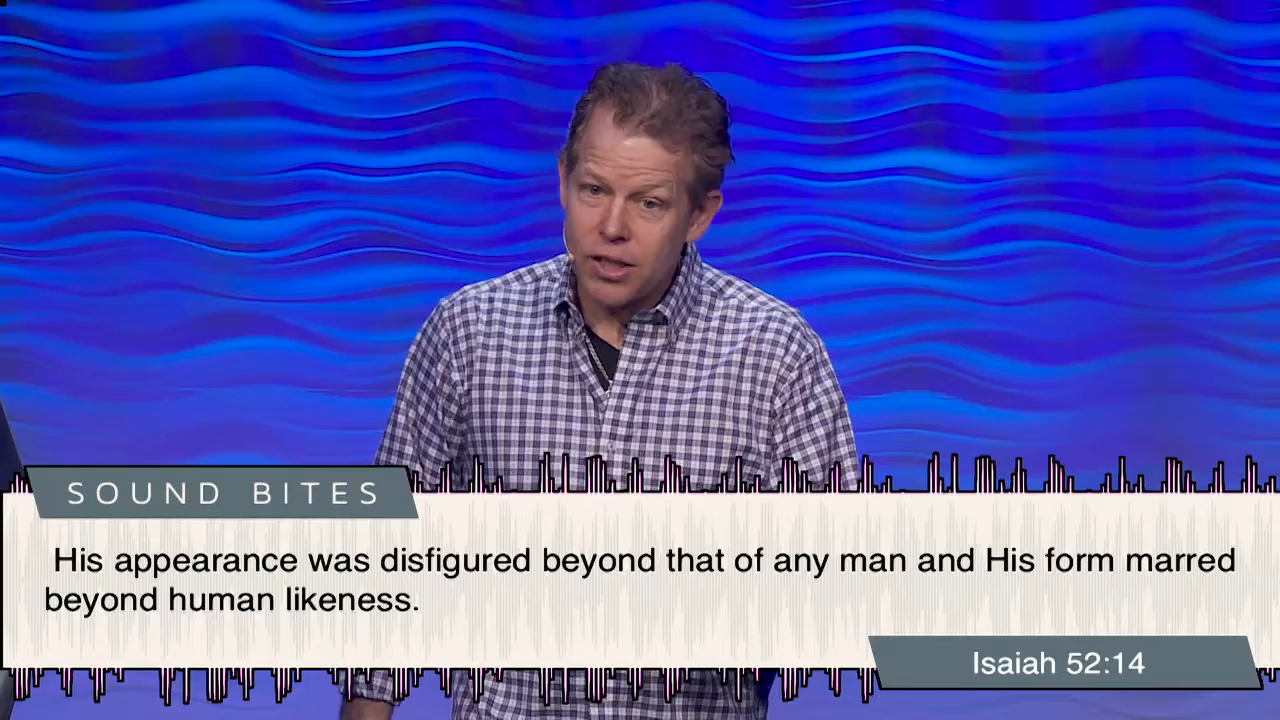 SOUND BITES
His appearance was disfigured beyond that of any man and His form marred
beyond human likeness.
Isaiah 52:14